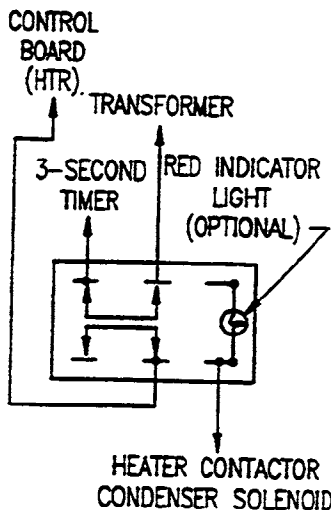 CONTROL
BOARD
(HTR)
TRANSFORMER
3-SECOND
TIMER
RED INDICATOR
LIGHT
(OPTIONAL)
HEATER CONTACTOR
CONDENSER SOLENOID